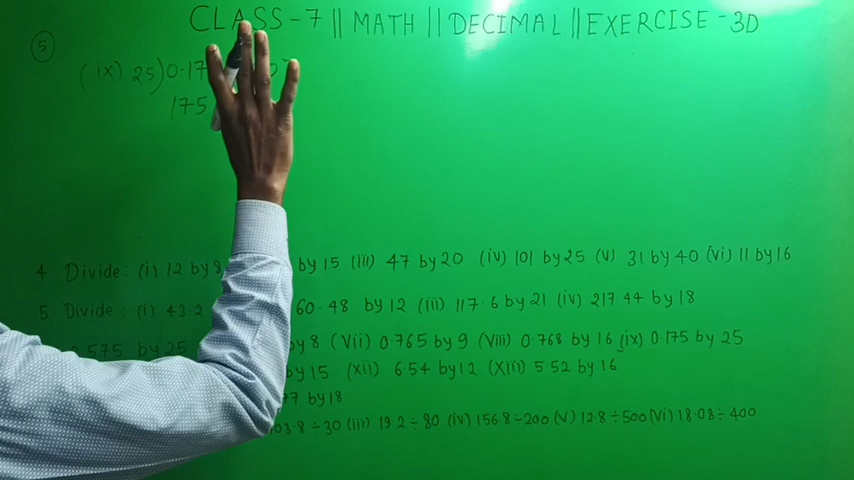 CLASS-7 || MATH || DECIMAL || EXERCISE-3D
5
(ix) 25)0.17
175
4. Divide: (i) 12 by 8 by 15 (iii) 47 by 20 (iv) 101 by 25 (v) 31 by 40 (vi) 11 by 16
5. Divide: (i) 43.2 60.48 by 12 (iii) 117.6 by 21 (iv) 217.44 by 18
.575 by 25 by 8 (vii) 0.765 by 9 (viii) 0.768 by 16 (ix) 0.175 by 25
by 15 (xii) 6.54 by 12 (xiii) 5.52 by 16
77 by 18
03.8÷30 (iii) 19.2÷80 (iv) 156.8÷200 (v) 12.8÷500 (vi) 18.08÷400